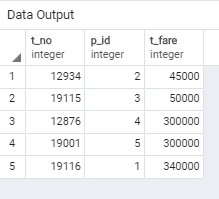 Data Output
t_no p_id t_fare
integer integer integer
1 12934 2 45000
2 19115 3 50000
3 12876 4 300000
4 19001 5 300000
5 19116 1 340000